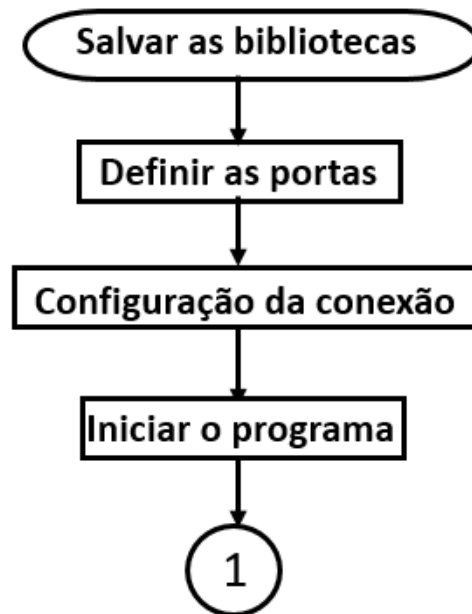 Salvar as bibliotecas
Definir as portas
Configuração da conexão
Iniciar o programa
1